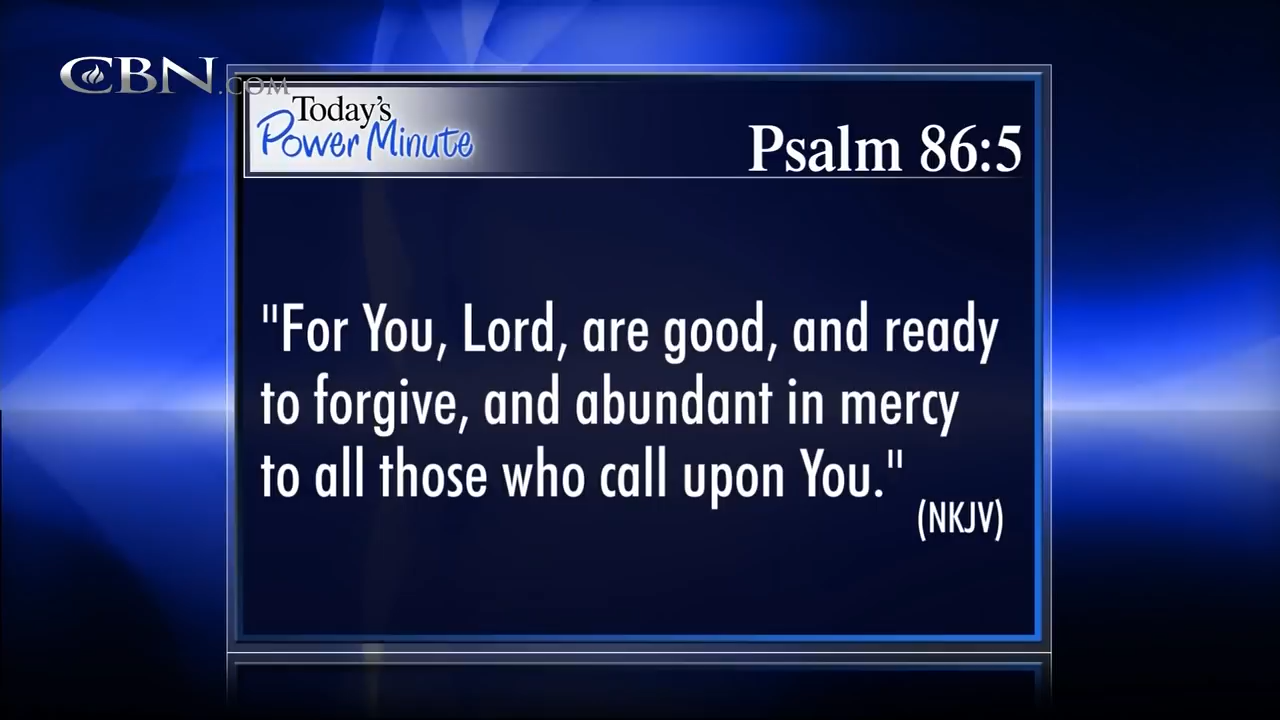 CBN.COM
Today's
Power Minute
Psalm 86:5
"For You, Lord, are good, and ready
to forgive, and abundant in mercy
to all those who call upon You."
(NKJV)